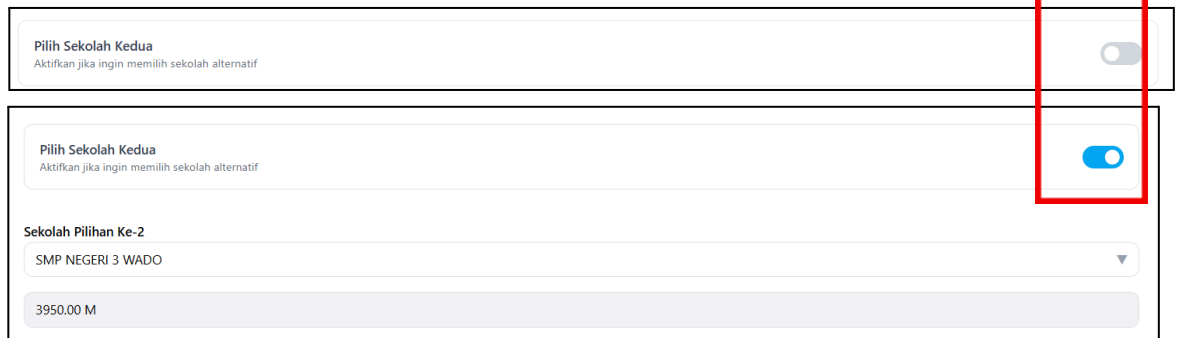 Pilih Sekolah Kedua
Aktifkan jika ingin memilih sekolah alternatif
Pilih Sekolah Kedua
Aktifkan jika ingin memilih sekolah alternatif
Sekolah Pilihan Ke-2
SMP NEGERI 3 WADO
3950.00 M